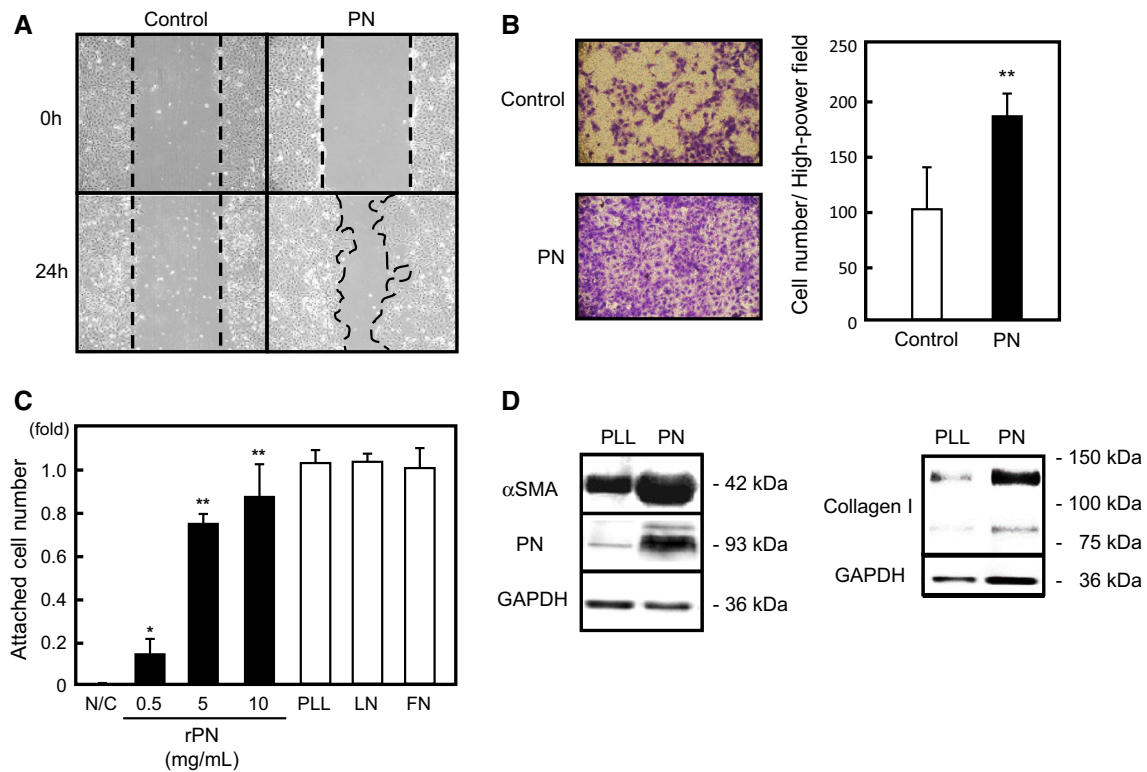 A
Control PN
0h
24h
B
Control
PN
Cell number/ High-power field
250
200
150
100
50
0
**
Control PN
C
(fold)
Attached cell number
1.0
0.8
0.6
0.4
0.2
0
*
**
**
N/C 0.5 5 10 PLL LN FN
rPN
(mg/mL)
D
PLL PN
αSMA - 42 kDa
PN - 93 kDa
GAPDH - 36 kDa
PLL PN
- 150 kDa
Collagen I - 100 kDa
- 75 kDa
GAPDH - 36 kDa